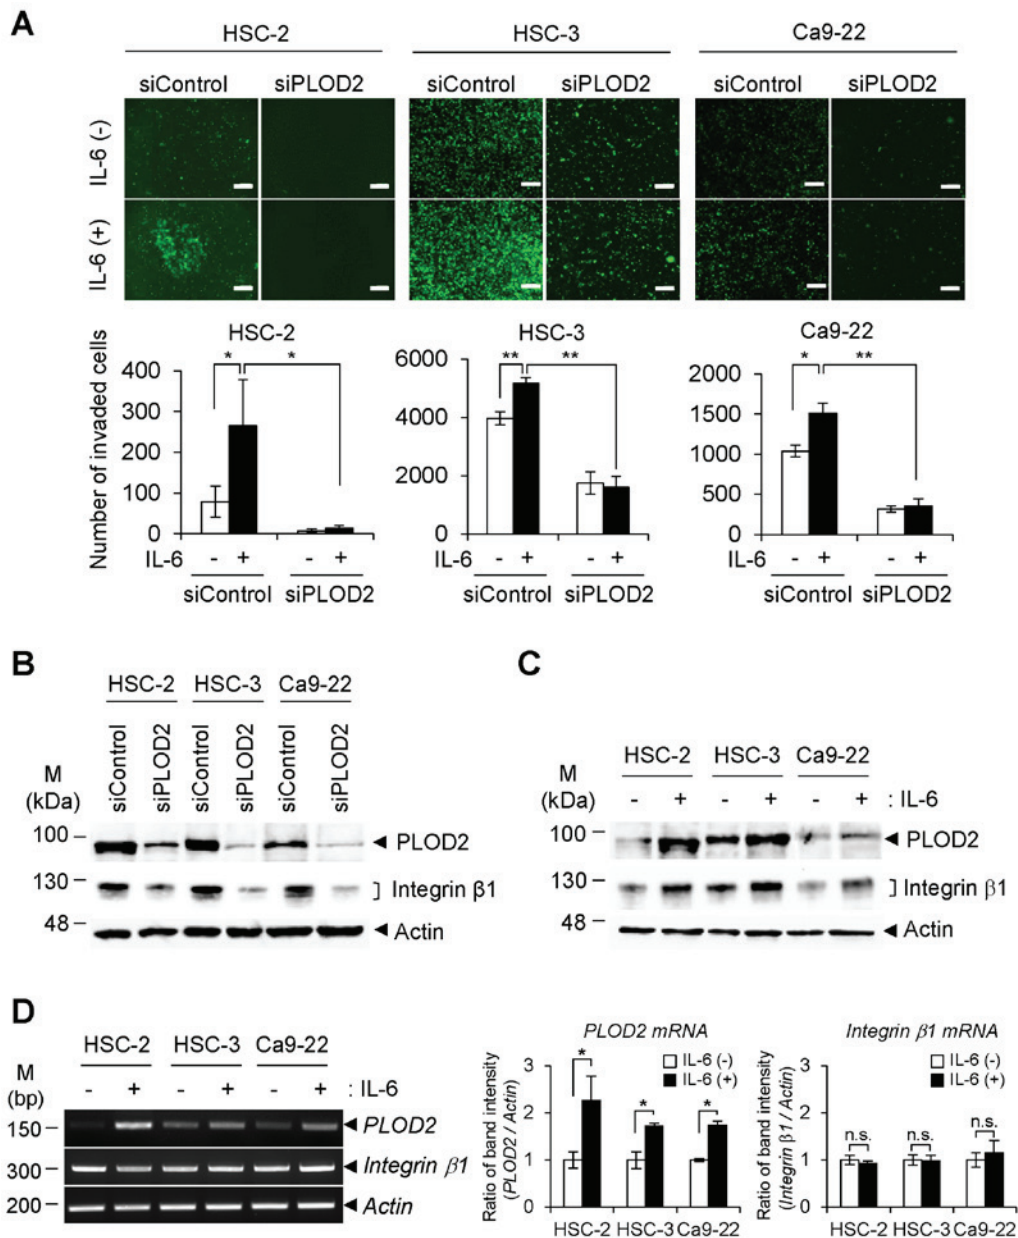 A
HSC-2 HSC-3 Ca9-22
siControl siPLOD2 siControl siPLOD2 siControl siPLOD2
IL-6 (-)
IL-6 (+)
HSC-2 HSC-3 Ca9-22
Number of invaded cells
400
300
200
100
0
* *
6000
4000
2000
0
** **
2000
1500
1000
500
0
* **
IL-6 - + - + - + - + - +
siControl siPLOD2 siControl siPLOD2 siControl siPLOD2
B
HSC-2 HSC-3 Ca9-22
siControl siPLOD2 siControl siPLOD2 siControl siPLOD2
M
(kDa)
100 PLOD2
130 Integrin β1
48 Actin
C
HSC-2 HSC-3 Ca9-22
M
(kDa)
- + - + - + : IL-6
100 PLOD2
130 Integrin β1
48 Actin
D
HSC-2 HSC-3 Ca9-22
M
(bp)
- + - + - + : IL-6
150 PLOD2
300 Integrin β1
200 Actin
PLOD2 mRNA
IL-6 (-)
IL-6 (+)
Ratio of band intensity
(PLOD2 / Actin)
3
2
1
0
* * *
HSC-2 HSC-3 Ca9-22
Integrin β1 mRNA
IL-6 (-)
IL-6 (+)
Ratio of band intensity
(Integrin β1 / Actin)
3
2
1
0
n.s. n.s. n.s.
HSC-2 HSC-3 Ca9-22